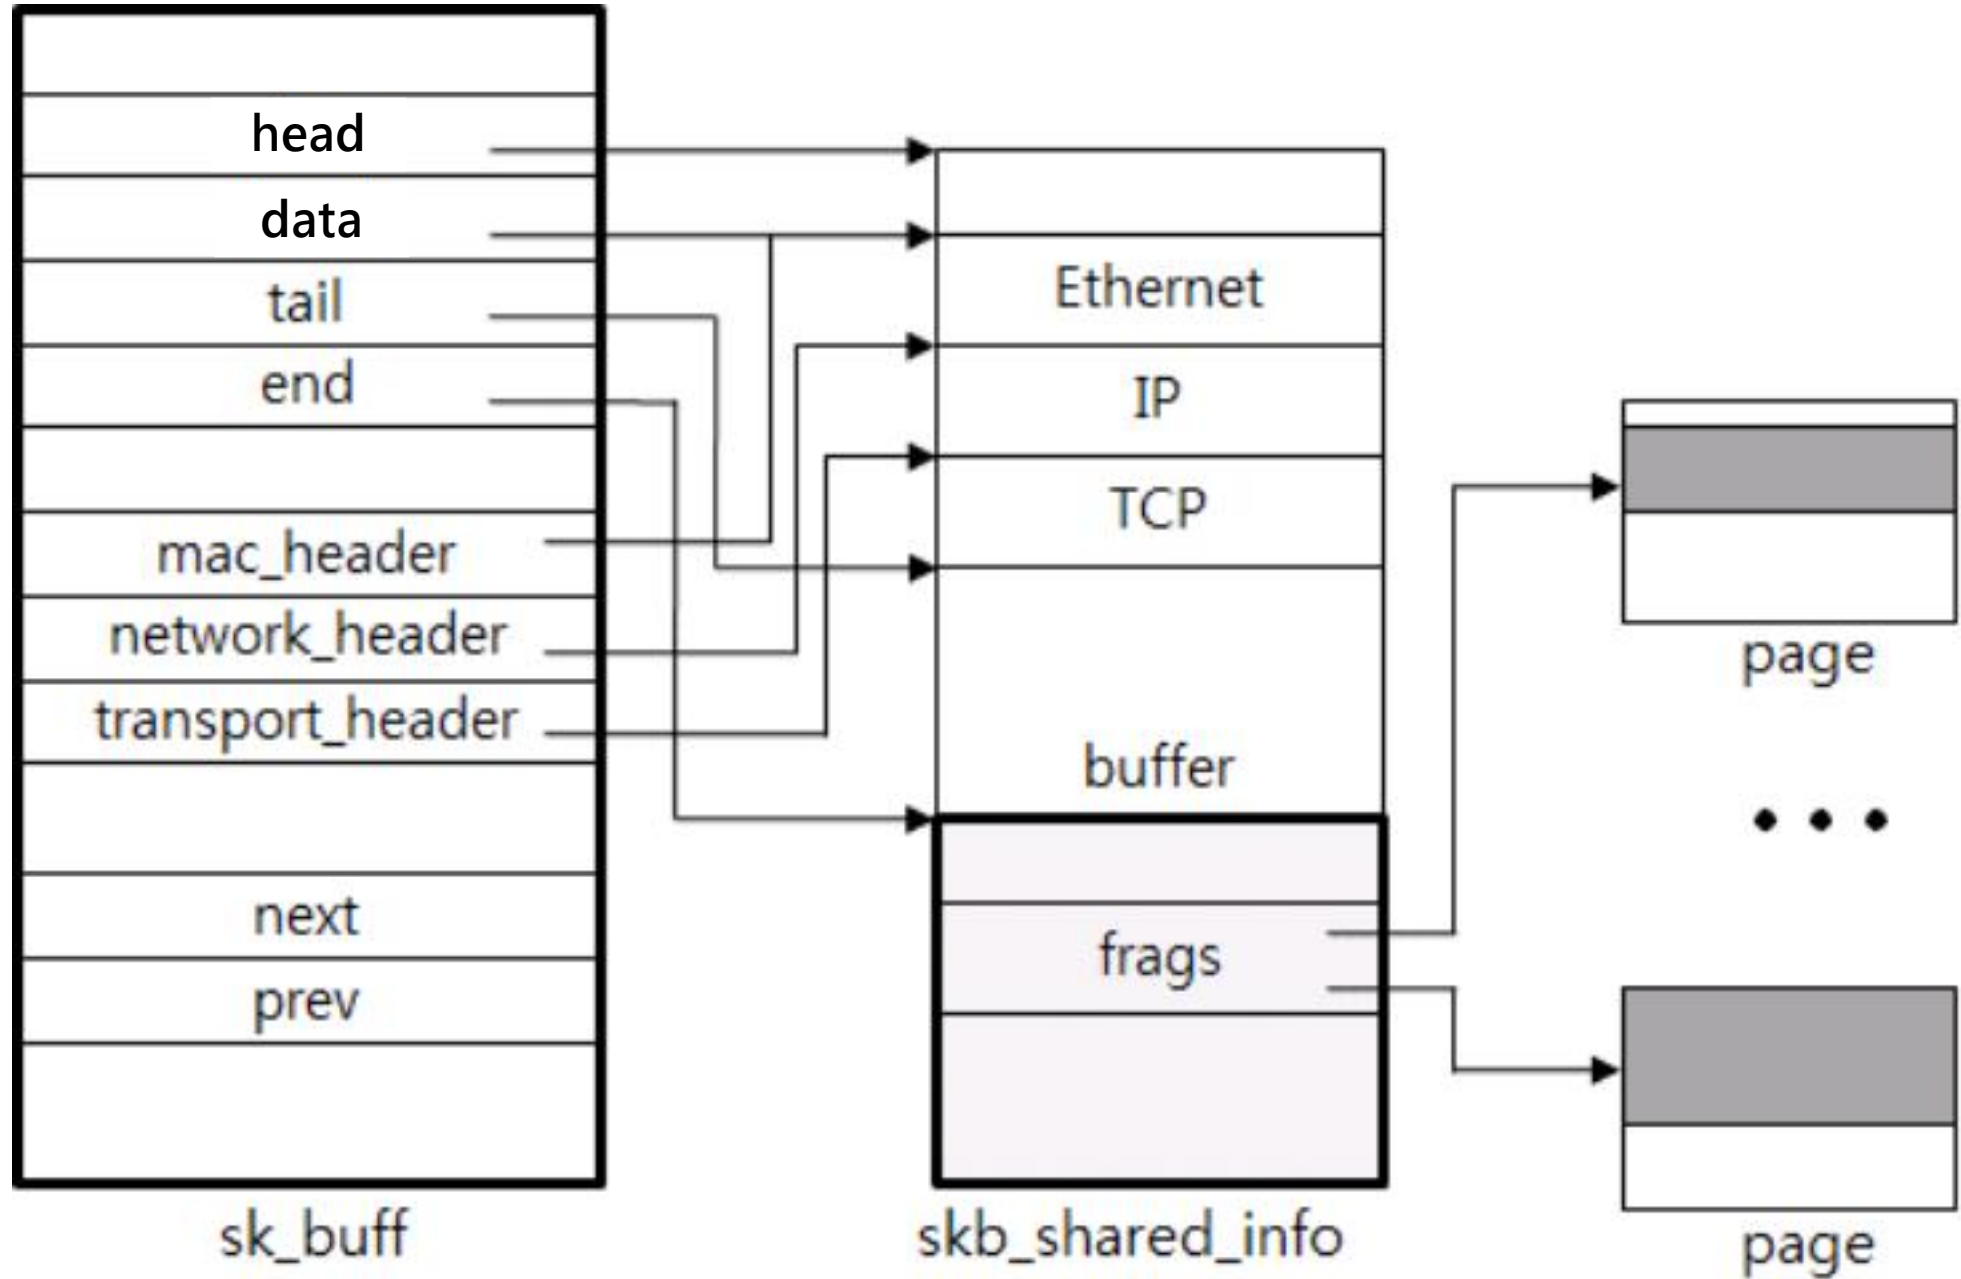 head
data
tail
end
mac_header
network_header
transport_header
next
prev
sk_buff
Ethernet
IP
TCP
buffer
frags
skb_shared_info
page
page